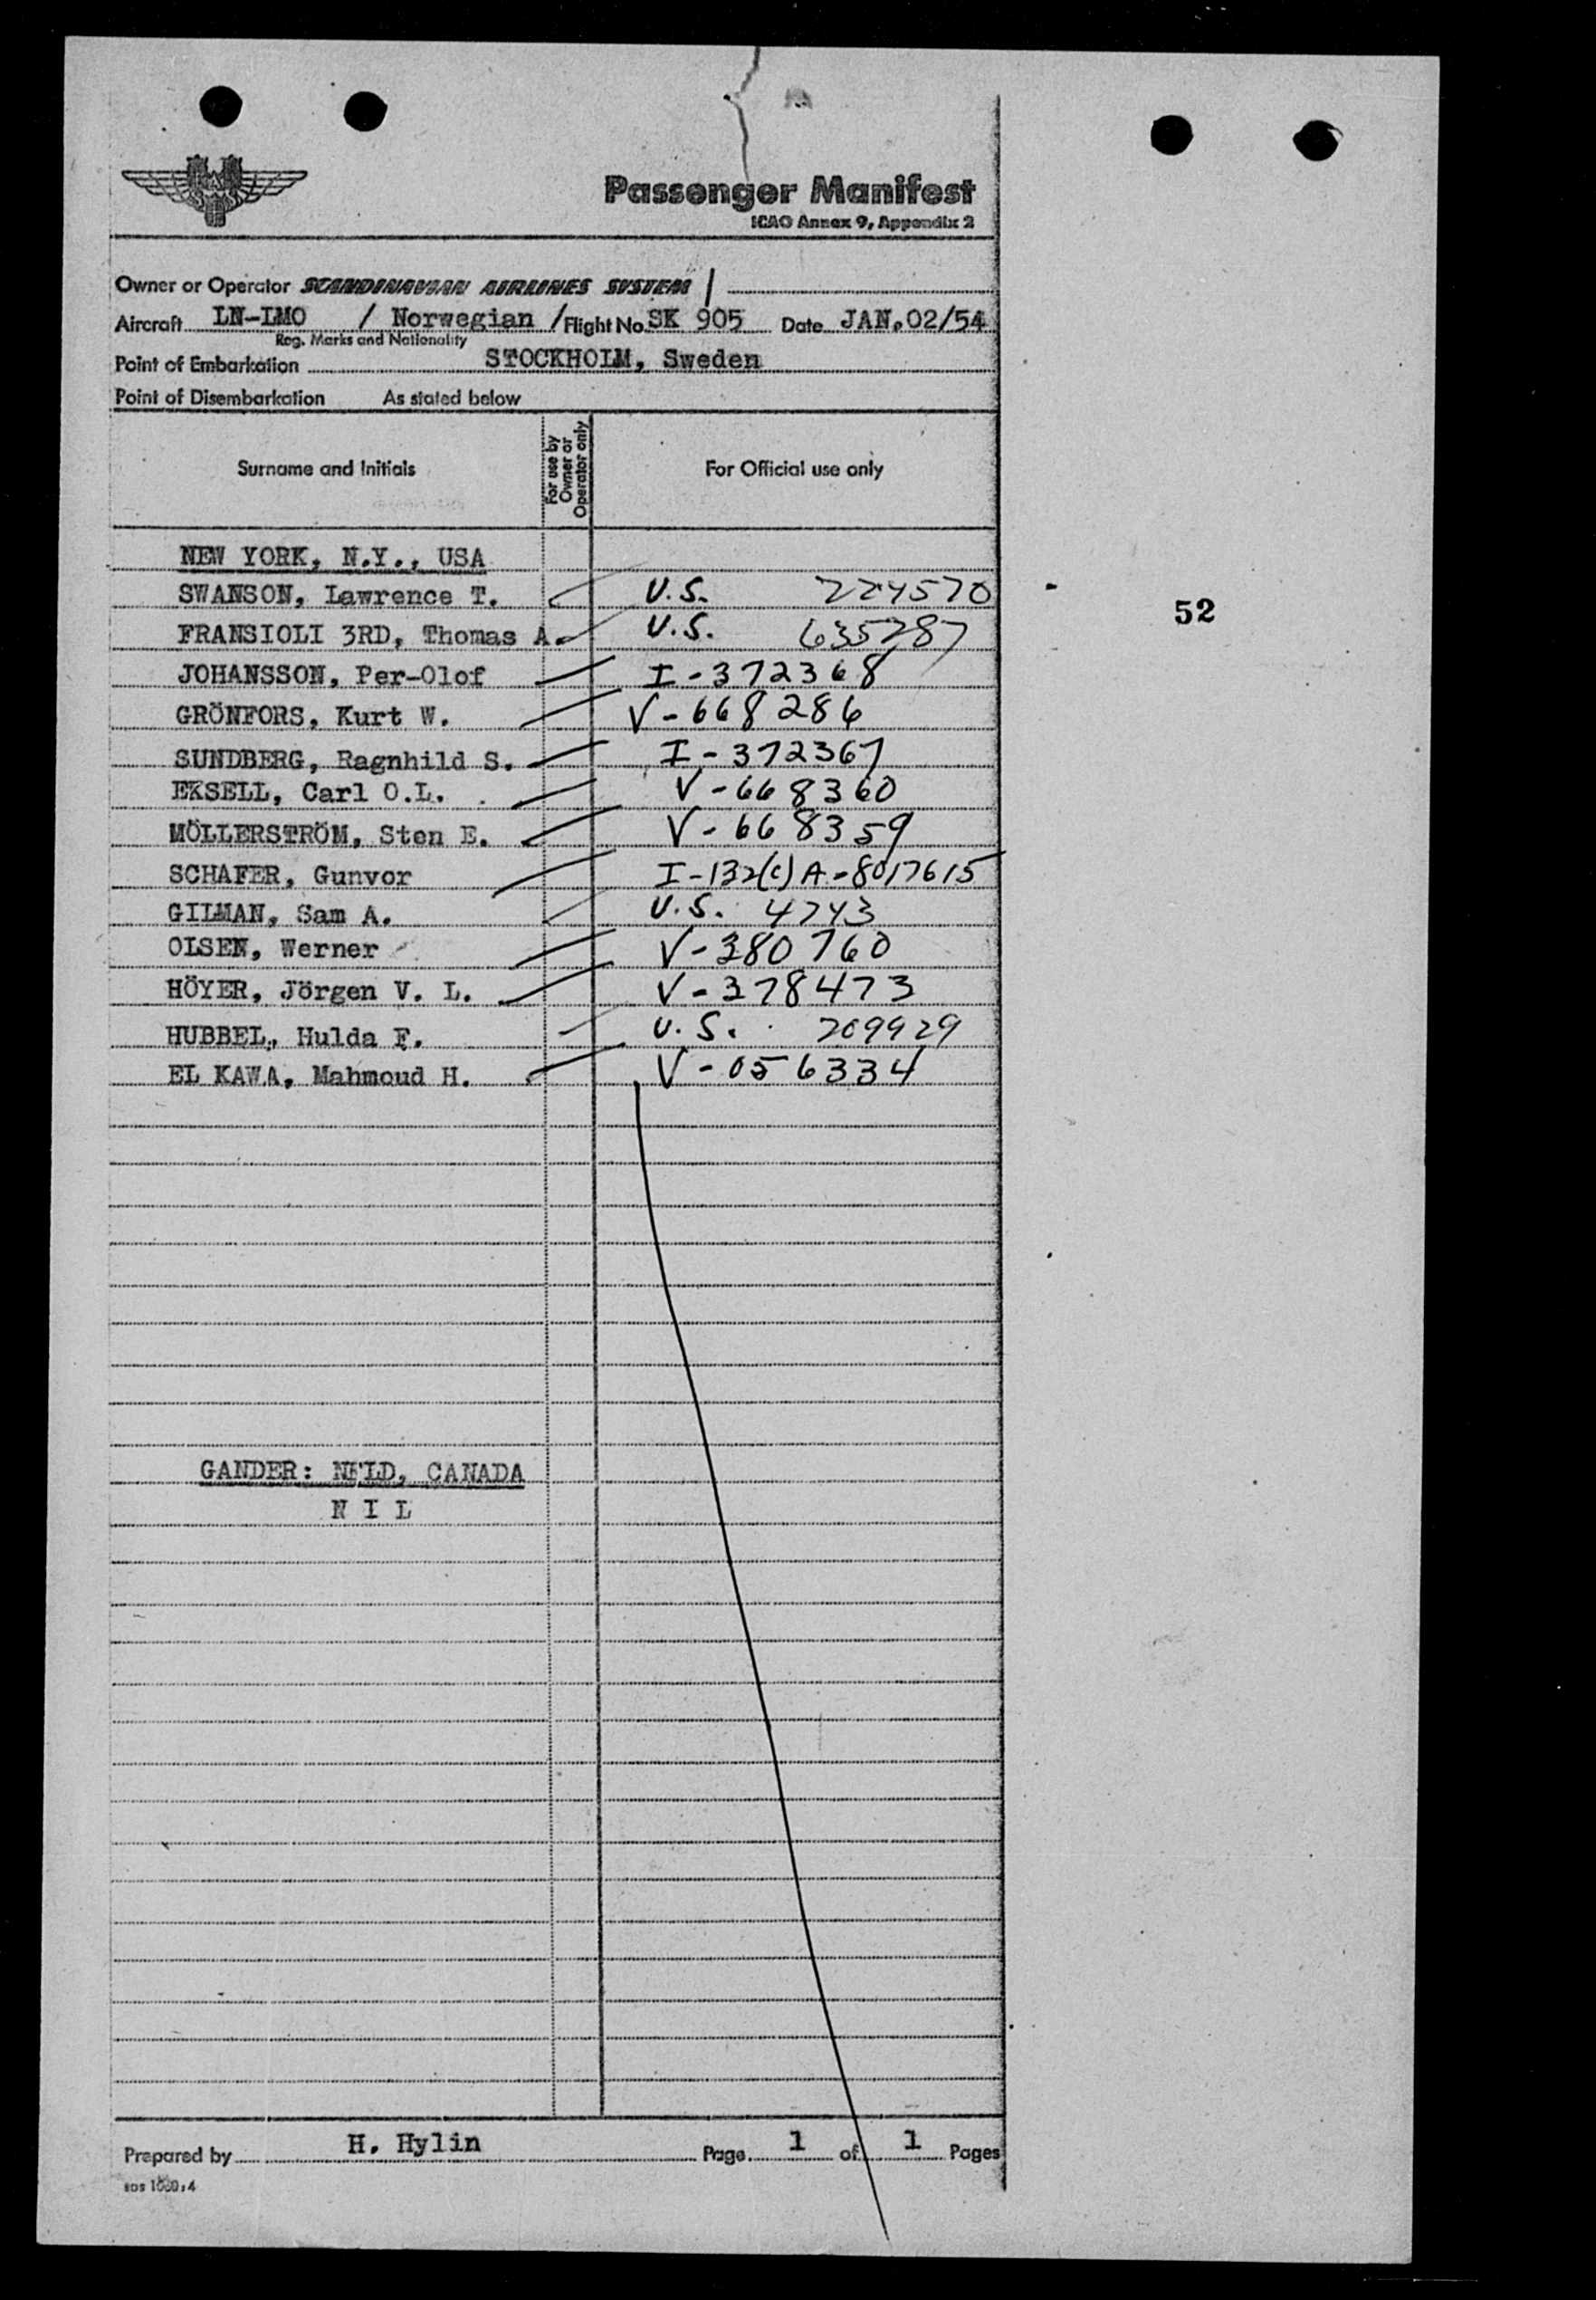 Passenger Manifest
ICAO Annex 9, Appendix 2
Owner or Operator SCANDINAVIAN AIRLINES SYSTEM /
Aircraft LN-LMO / Norwegian / Flight No. SK 905 Date JAN.02/54
Reg. Marks and Nationality
Point of Embarkation STOCKHOLM, Sweden
Point of Disembarkation As stated below
Surname and Initials
For use by Owner or Operator only
For Official use only
NEW YORK, N.Y., USA
SWANSON, Lawrence T. U.S. 224570
FRANSIOLI 3RD, Thomas A. U.S. 635287
JOHANSSON, Per-Olof I-372368
GRÖNFORS, Kurt W. V-668286
SUNDBERG, Ragnhild S. I-372367
EKSELL, Carl O.L. V-668360
MÖLLERSTRÖM, Sten E. V-668359
SCHAFER, Gunvor I-132(c) A-8017615
GILMAN, Sam A. U.S. 4743
OLSEN, Werner V-380760
HÖYER, Jörgen V. L. V-378473
HUBBEL, Hulda F. U.S. 209929
EL KAWA, Mahmoud H. V-056334
52
GANDER: NFLD, CANADA
N I L
Prepared by H. Hylin Page 1 of 1 Pages